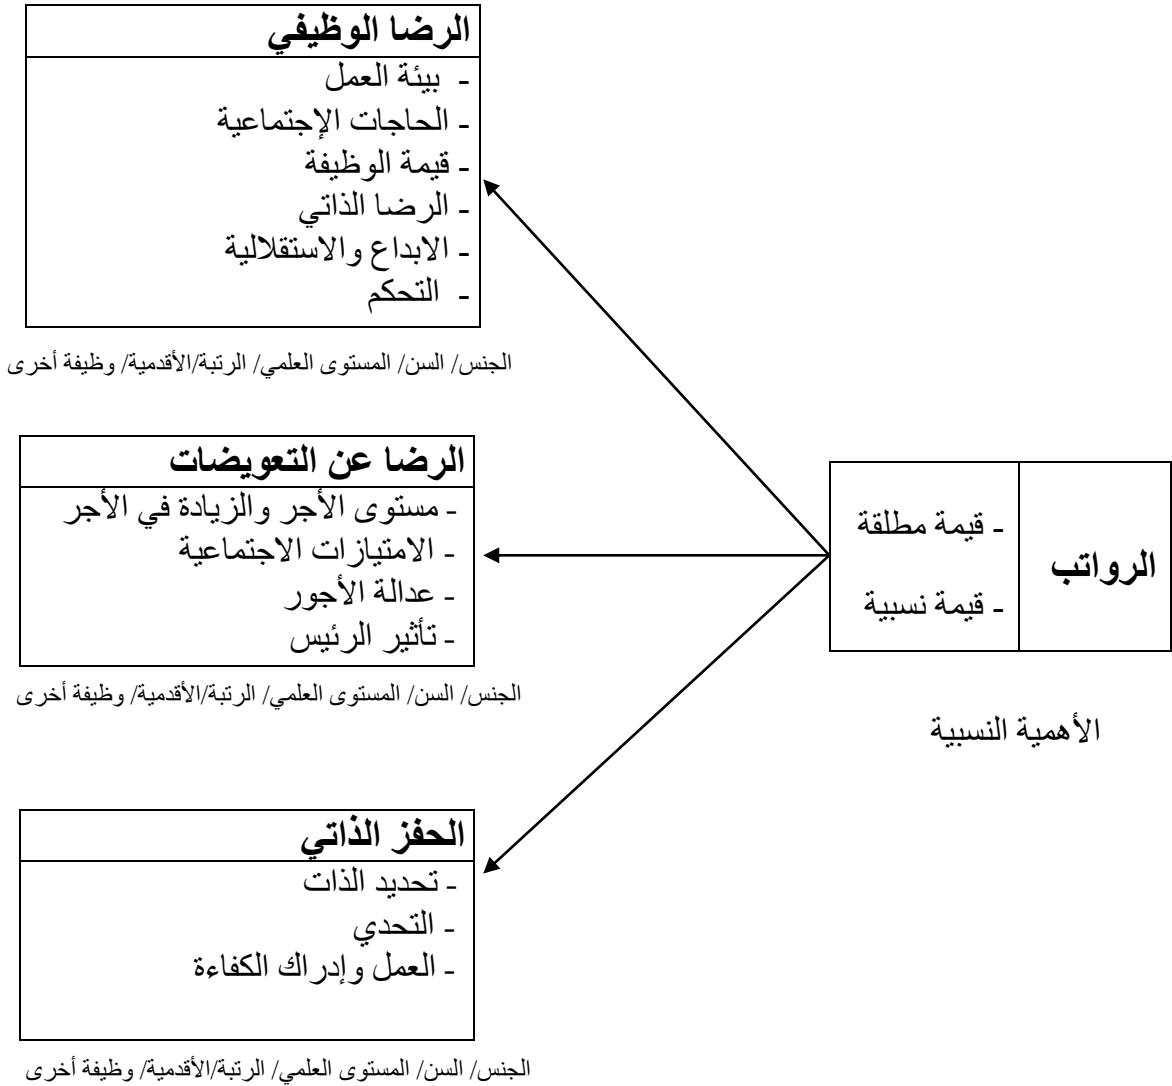 الرضا الوظيفي
- بيئة العمل
- الحاجات الإجتماعية
- قيمة الوظيفة
- الرضا الذاتي
- الابداع والاستقلالية
- التحكم
الجنس/ السن/ المستوى العلمي/ الرتبة/الأقدمية/ وظيفة أخرى
الرواتب
- قيمة مطلقة
- قيمة نسبية
الأهمية النسبية
الرضا عن التعويضات
- مستوى الأجر والزيادة في الأجر
- الامتيازات الاجتماعية
- عدالة الأجور
- تأثير الرئيس
الجنس/ السن/ المستوى العلمي/ الرتبة/الأقدمية/ وظيفة أخرى
الحفز الذاتي
- تحديد الذات
- التحدي
- العمل وإدراك الكفاءة
الجنس/ السن/ المستوى العلمي/ الرتبة/الأقدمية/ وظيفة أخرى